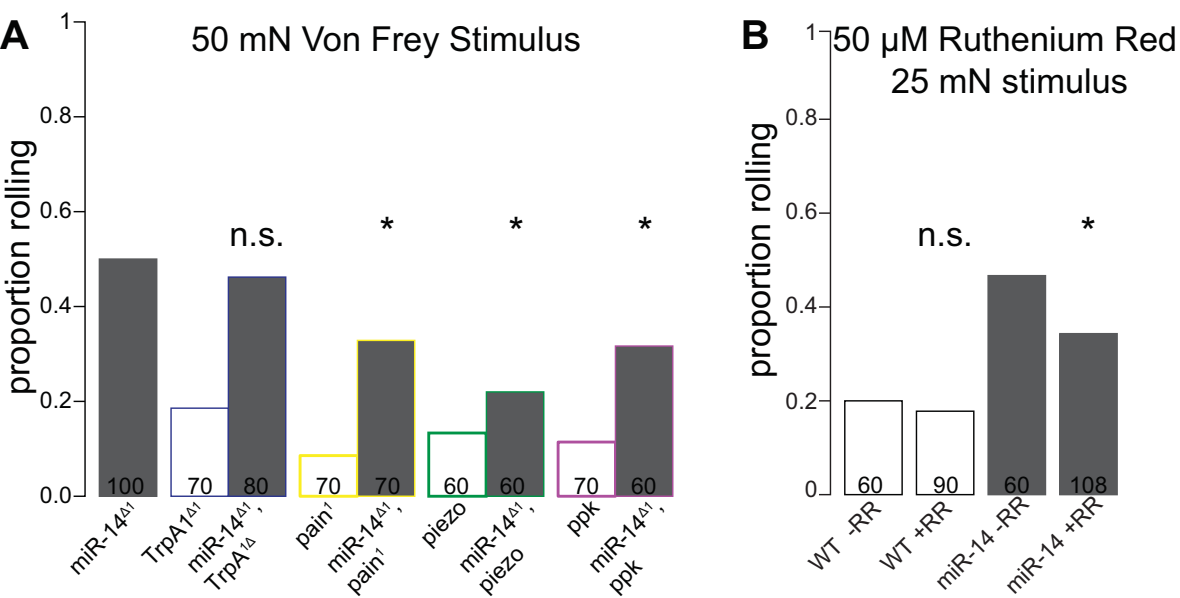 A
50 mN Von Frey Stimulus
proportion rolling
1
0.8
0.6
0.4
0.2
0.0
n.s.
*
*
*
100
70
80
70
70
60
60
70
60
miR-14Δ1
TrpA1Δ1
miR-14Δ1,
TrpA1Δ
pain1
miR-14Δ1,
pain1
piezo
miR-14Δ1,
piezo
ppk
miR-14Δ1,
ppk
B
50 µM Ruthenium Red
25 mN stimulus
proportion rolling
1
0.8
0.6
0.4
0.2
0
n.s.
*
60
90
60
108
WT -RR
WT +RR
miR-14 -RR
miR-14 +RR